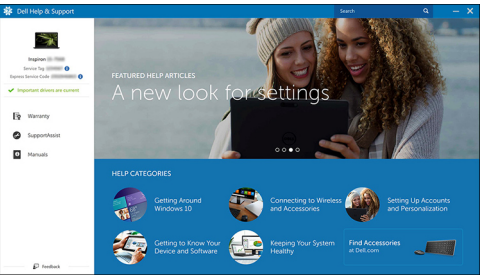 Dell Help & Support
Search
Inspiron
Service Tag:
Express Service Code:
Important drivers are current
Warranty
SupportAssist
Manuals
Feedback
FEATURED HELP ARTICLES
A new look for settings
HELP CATEGORIES
Getting Around
Windows 10
Connecting to Wireless
and Accessories
Setting Up Accounts
and Personalization
Getting to Know Your
Device and Software
Keeping Your System
Healthy
Find Accessories
at Dell.com